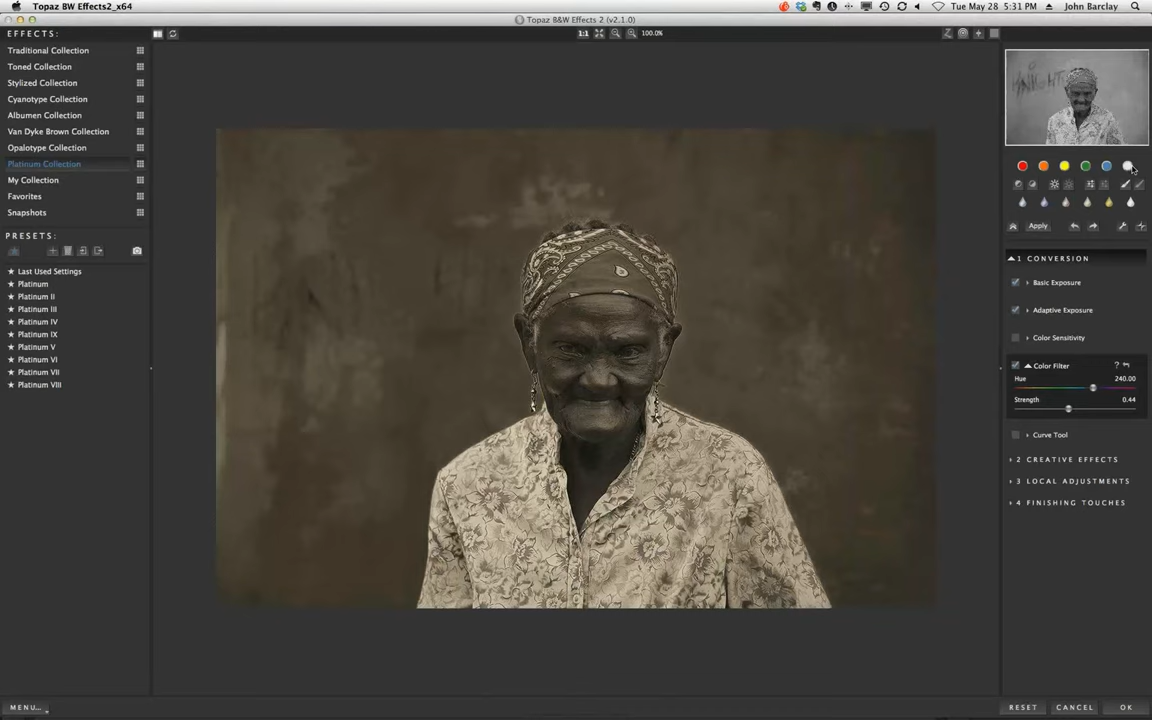 Topaz BW Effects2_x64
Tue May 28 5:31 PM
John Barclay
Topaz B&W Effects 2 (v2.1.0)
EFFECTS:
1:1
100.0%
Traditional Collection
Toned Collection
Stylized Collection
Cyanotype Collection
Albumen Collection
Van Dyke Brown Collection
Opalotype Collection
Platinum Collection
My Collection
Favorites
Snapshots
PRESETS:
Last Used Settings
Platinum
Platinum II
Platinum III
Platinum IV
Platinum IX
Platinum V
Platinum VI
Platinum VII
Platinum VIII
Apply
1 CONVERSION
Basic Exposure
Adaptive Exposure
Color Sensitivity
Color Filter
?
Hue 240.00
Strength 0.44
Curve Tool
2 CREATIVE EFFECTS
3 LOCAL ADJUSTMENTS
4 FINISHING TOUCHES
MENU...
RESET
CANCEL
OK